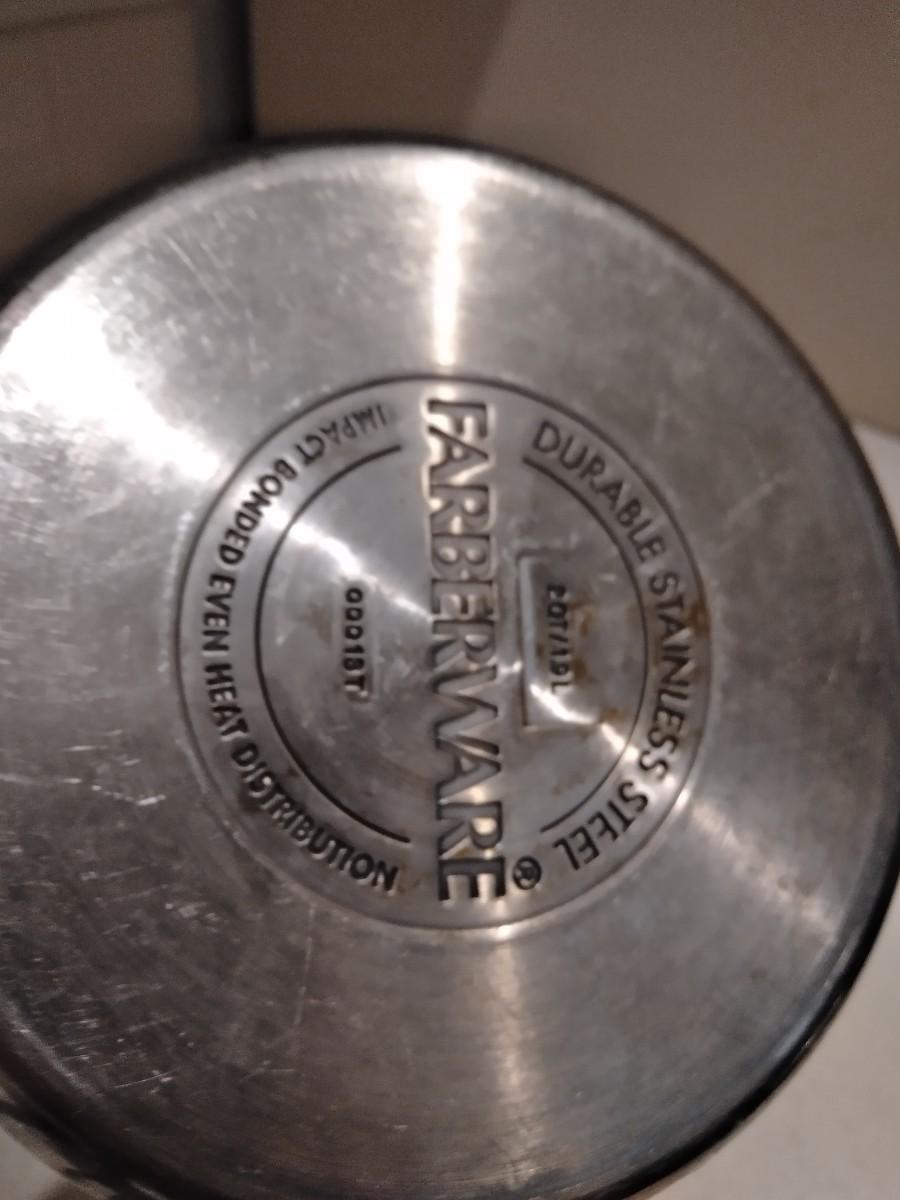 DURABLE STAINLESS STEEL
2QT/1.9L
FARBERWARE®
IMPACT BONDED EVEN HEAT DISTRIBUTION